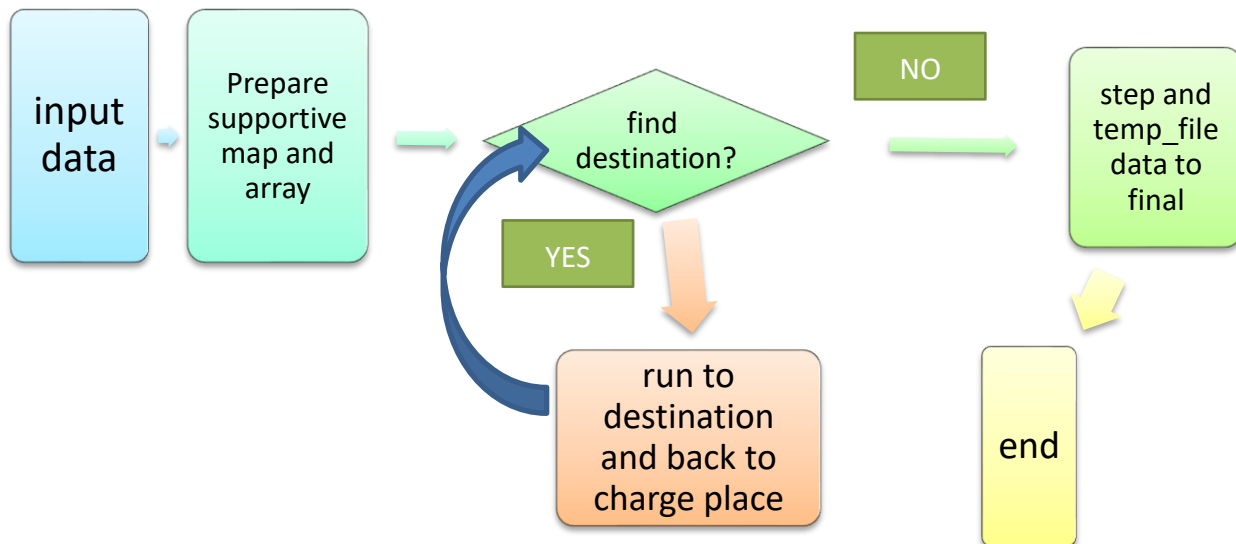 input
data
Prepare
supportive
map and
array
find
destination?
NO
step and
temp_file
data to
final
YES
run to
destination
and back to
charge place
end